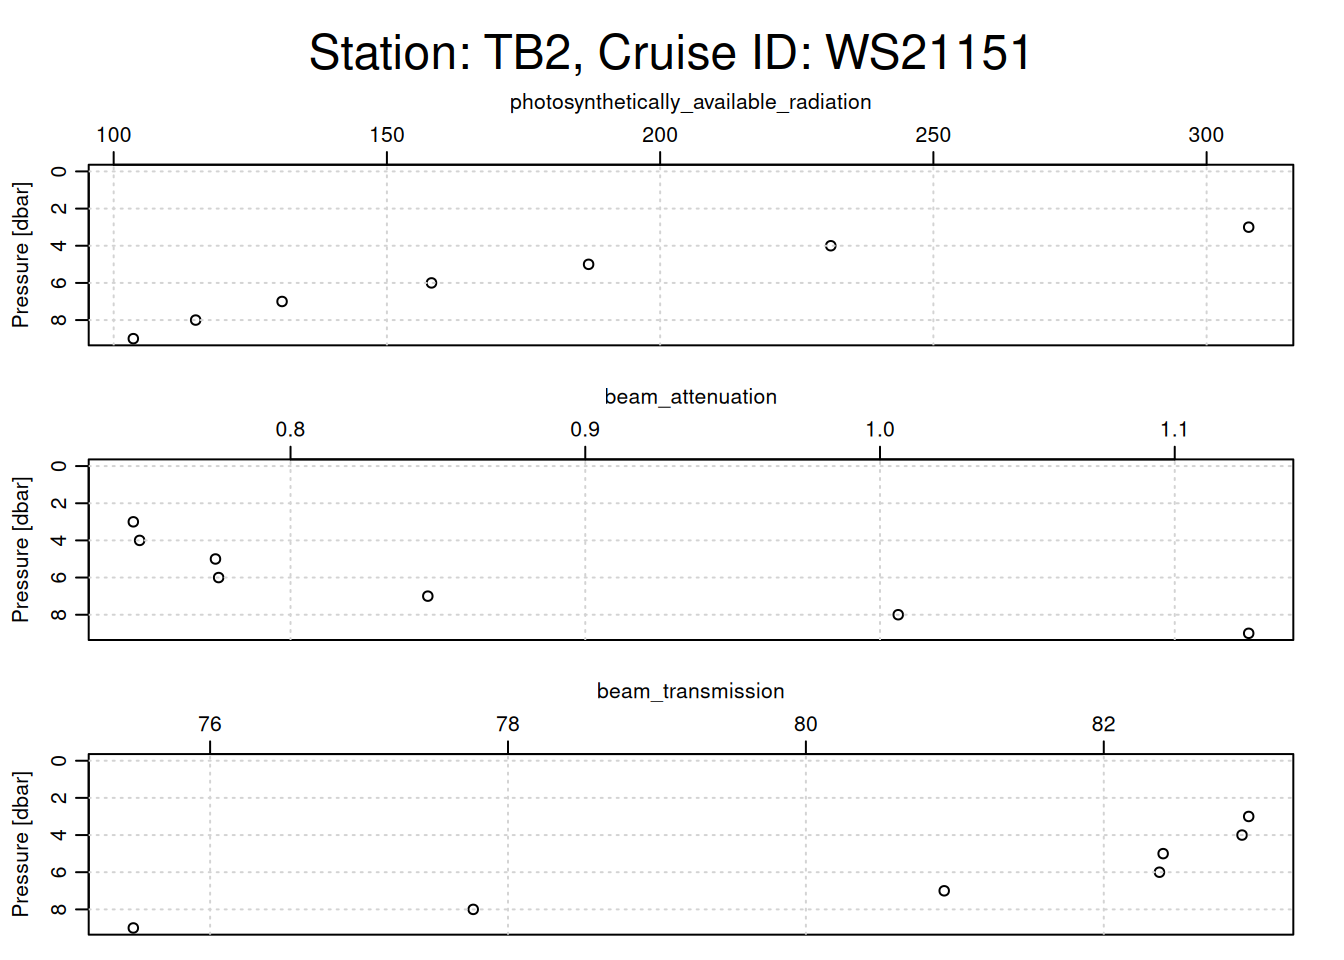 Station: TB2, Cruise ID: WS21151
photosynthetically_available_radiation
100 150 200 250 300
Pressure [dbar]
0
2
4
6
8
beam_attenuation
0.8 0.9 1.0 1.1
Pressure [dbar]
0
2
4
6
8
beam_transmission
76 78 80 82
Pressure [dbar]
0
2
4
6
8